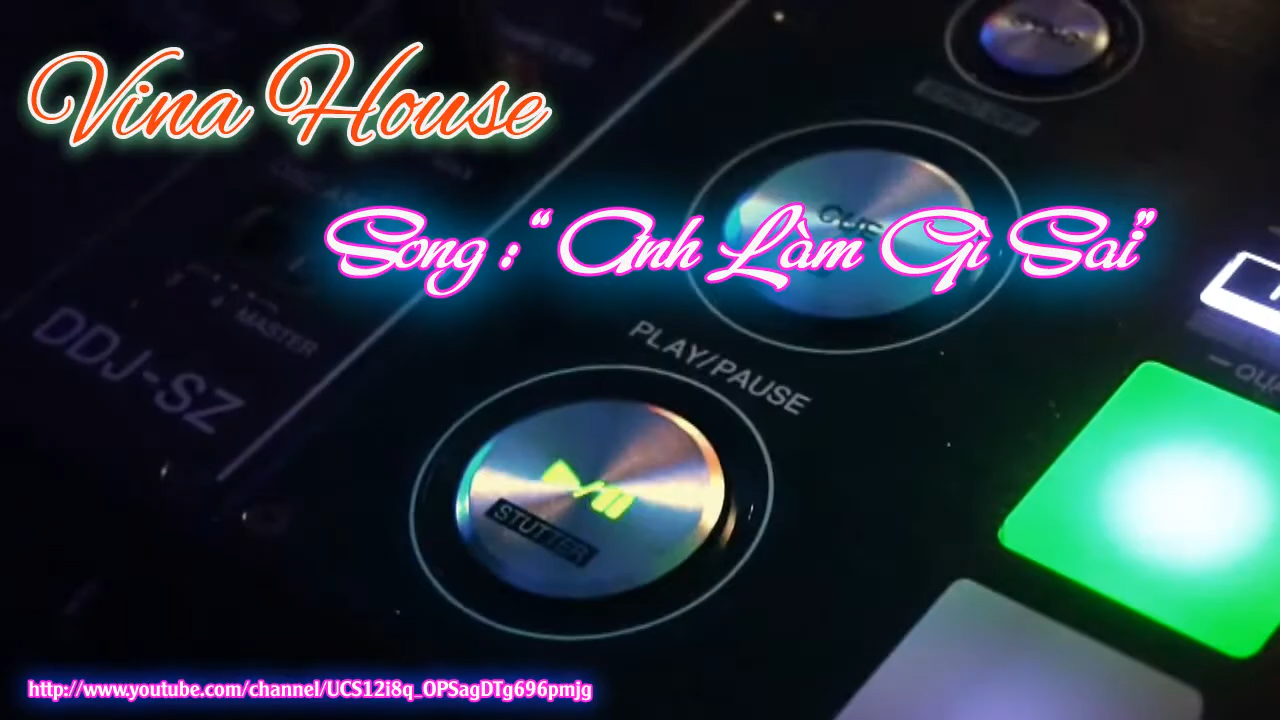 Vina House
Song : “ Anh Làm Gì Sai”
CUE
MASTER
DDJ-SZ
PLAY/PAUSE
STUTTER
http://www.youtube.com/channel/UCS12i8q_OPSagDTg696pmjg